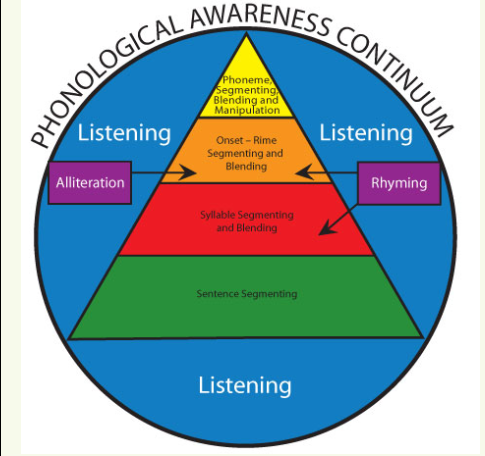 PHONOLOGICAL AWARENESS CONTINUUM
Phoneme,
Segmenting,
Blending and
Manipulation
Listening
Listening
Onset – Rime
Segmenting and
Blending
Alliteration
Rhyming
Syllable Segmenting
and Blending
Sentence Segmenting
Listening